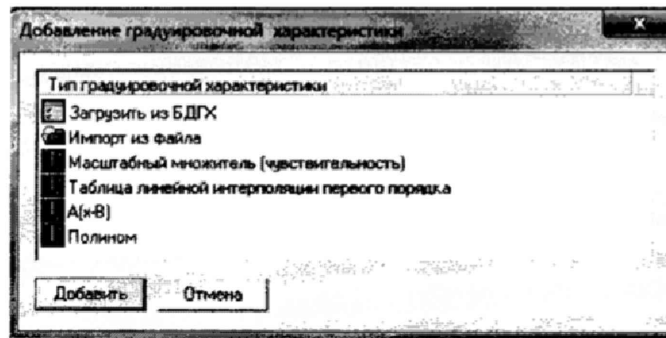 Добавление градуировочной характеристики
Тип градуировочной характеристики
Загрузить из БДГХ
Импорт из файла
Масштабный множитель (чувствительность)
Таблица линейной интерполяции первого порядка
A(x-B)
Полином
Добавить Отмена